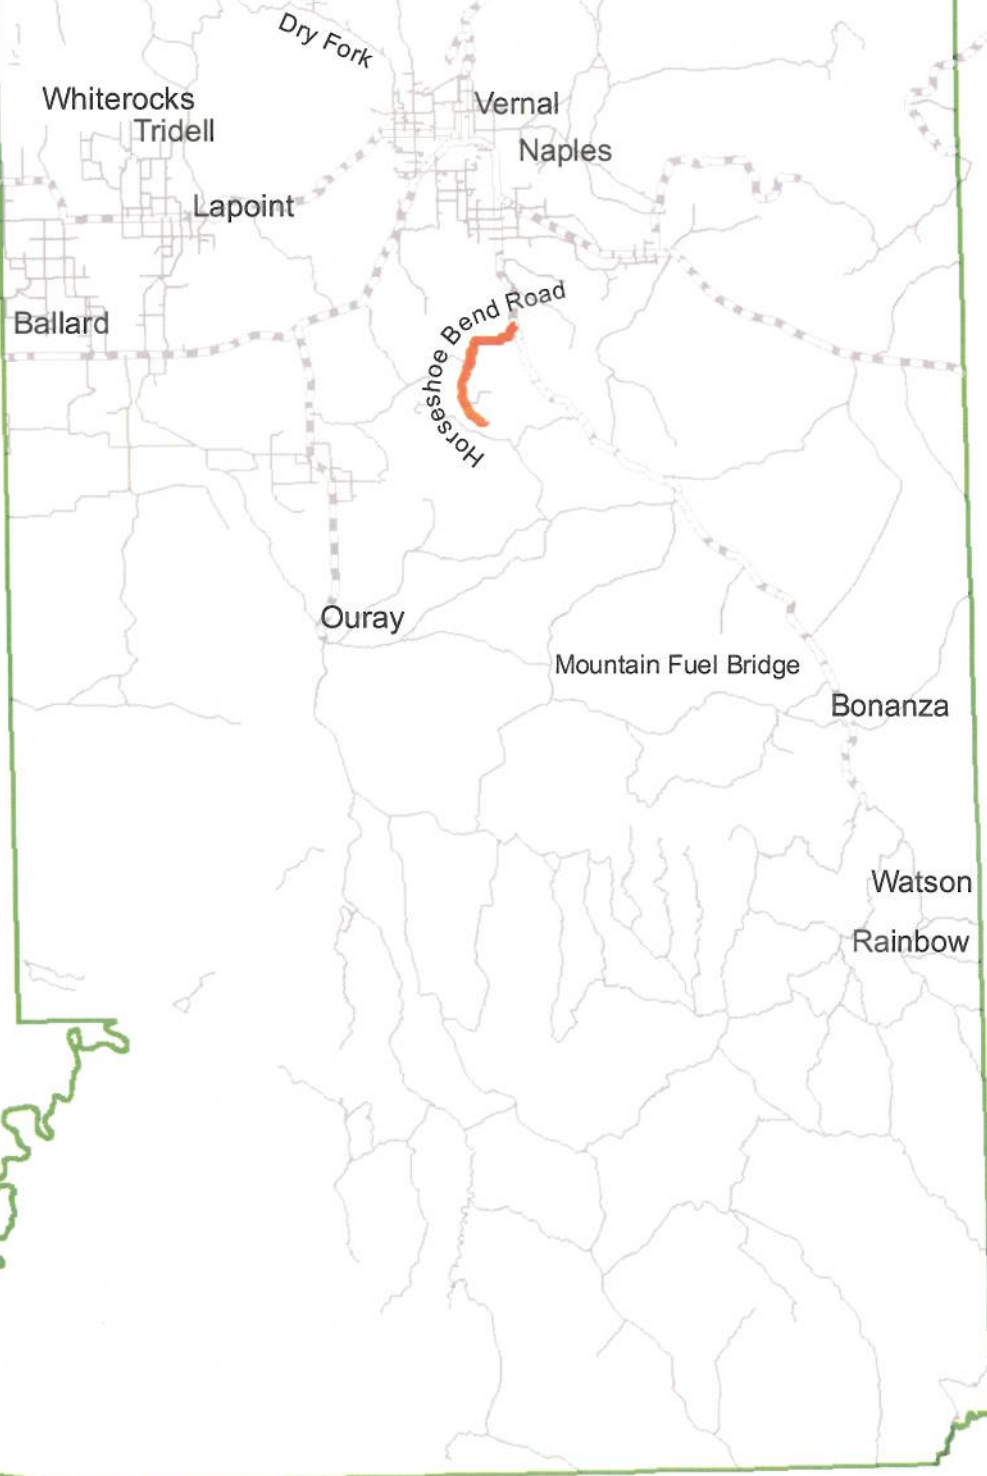 Dry Fork
Whiterocks
Vernal
Tridell
Naples
Lapoint
Horseshoe Bend Road
Ballard
Ouray
Mountain Fuel Bridge
Bonanza
Watson
Rainbow